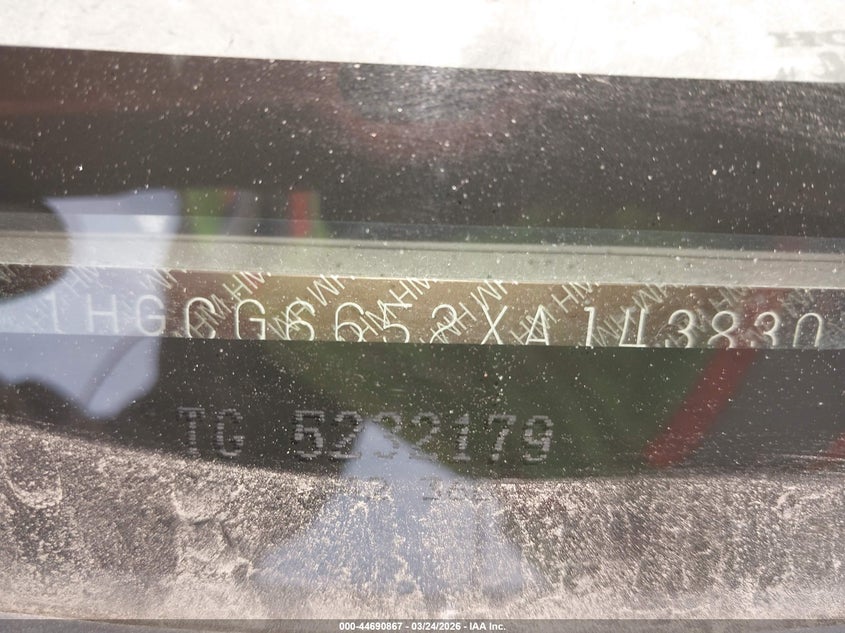 1HGCG6652XA143830
TG 5232179
000-44690867 - 03/24/2026 - IAA Inc.